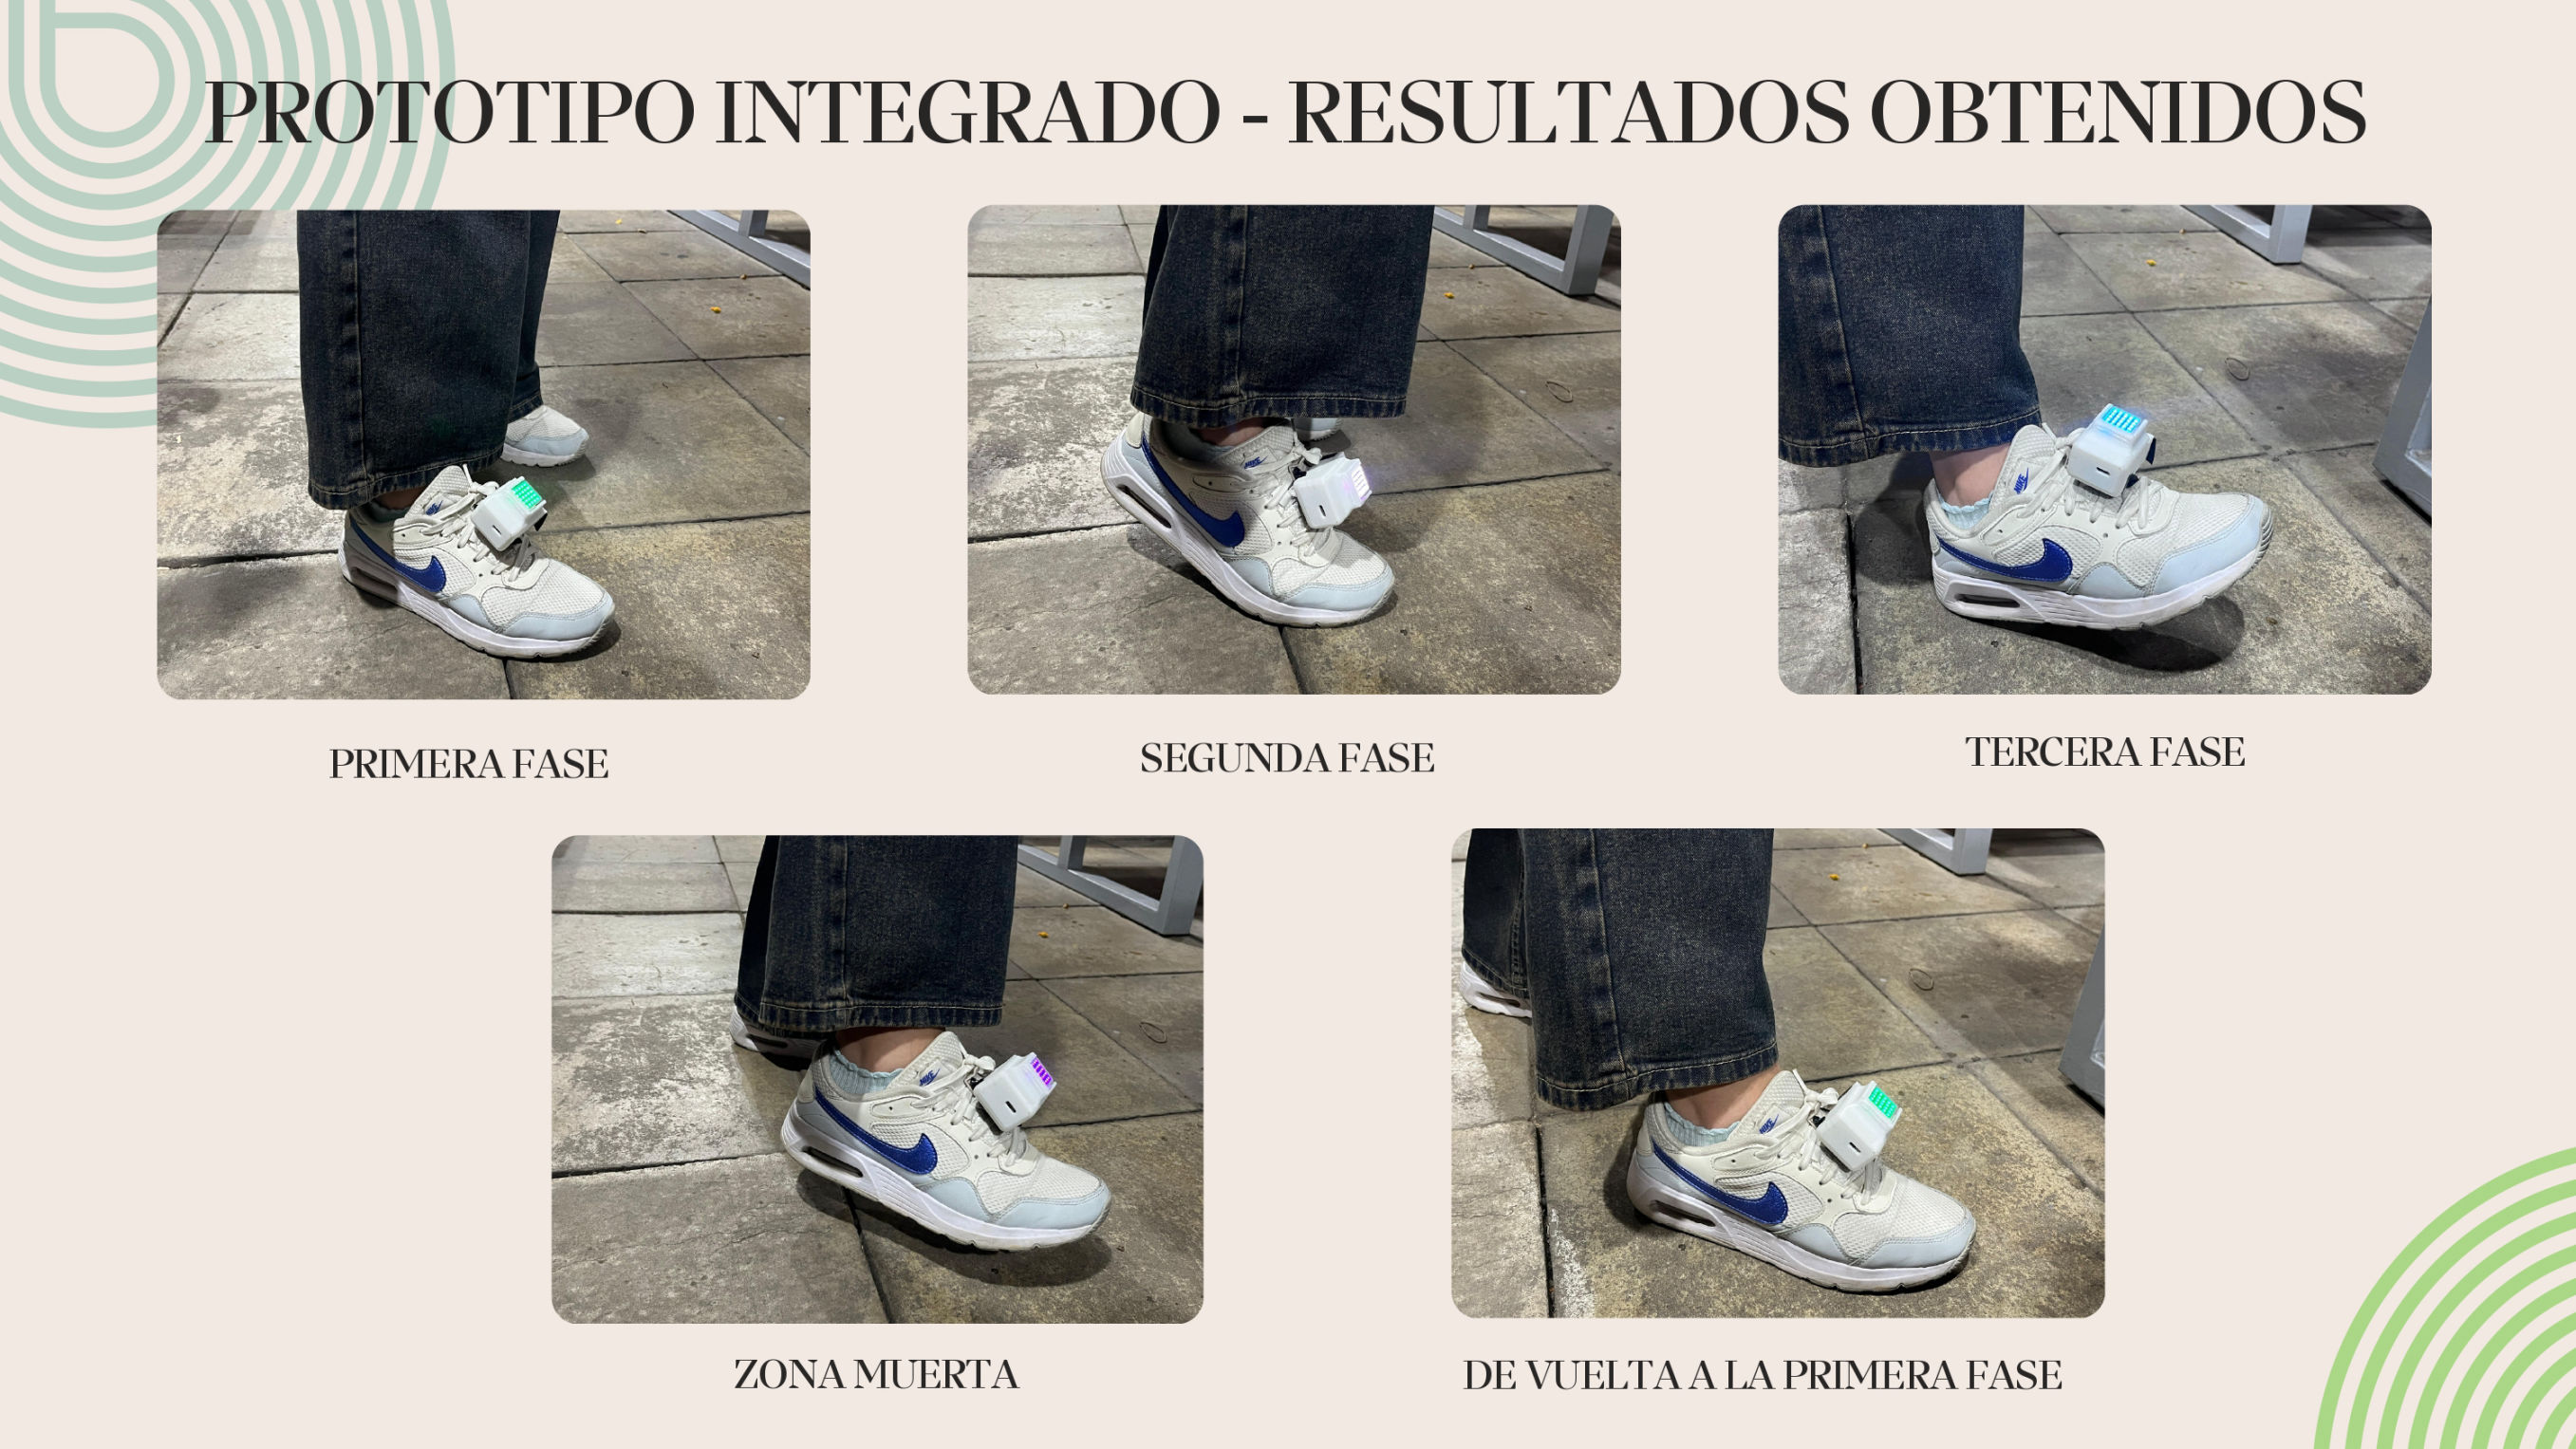 PROTOTIPO INTEGRADO - RESULTADOS OBTENIDOS
PRIMERA FASE
SEGUNDA FASE
TERCERA FASE
ZONA MUERTA
DE VUELTA A LA PRIMERA FASE